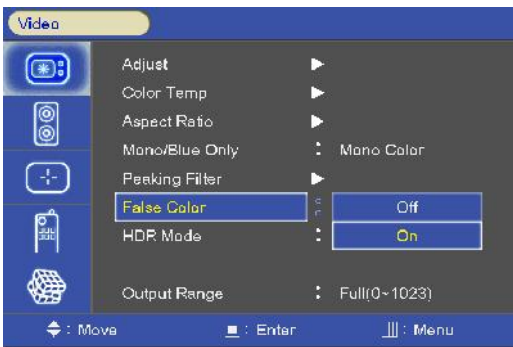 Video
Adjust
Color Temp
Aspect Ratio
Mono/Blue Only : Mono Color
Peaking Filter
False Color : Off
On
HDR Mode :
Output Range : Full(0~1023)
: Move : Enter : Menu